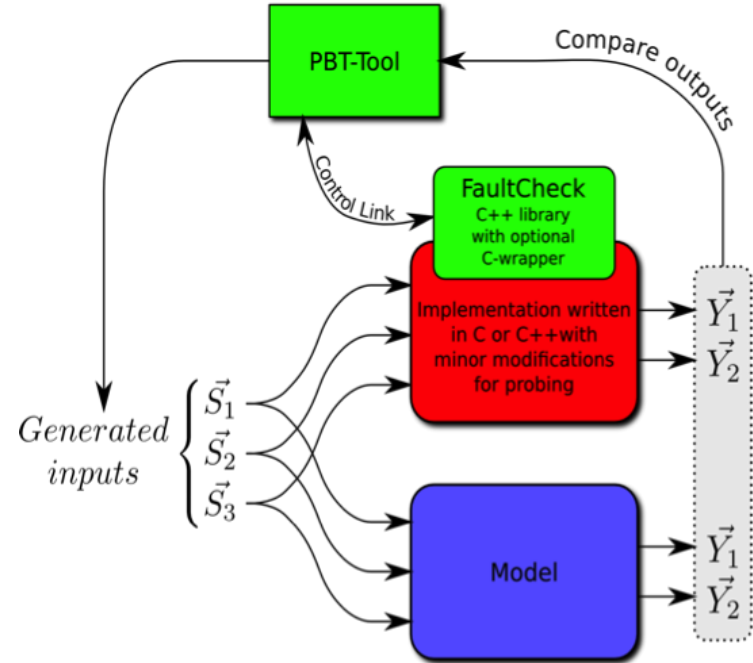 PBT-Tool
Compare outputs
Control Link
FaultCheck
C++ library
with optional
C-wrapper
Implementation written
in C or C++with
minor modifications
for probing
Y⃗₁
Y⃗₂
Generated
inputs
S⃗₁
S⃗₂
S⃗₃
Model
Y⃗₁
Y⃗₂